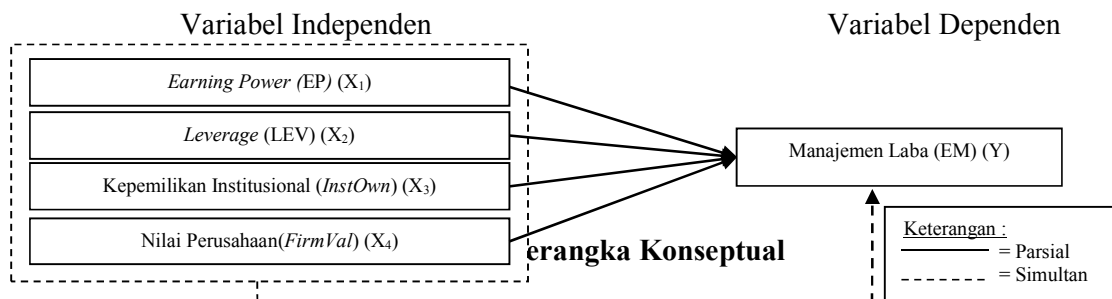 Variabel Independen
Variabel Dependen
Earning Power (EP) (X1)
Leverage (LEV) (X2)
Manajemen Laba (EM) (Y)
Kepemilikan Institusional (InstOwn) (X3)
Nilai Perusahaan(FirmVal) (X4)
erangka Konseptual
Keterangan :
= Parsial
= Simultan